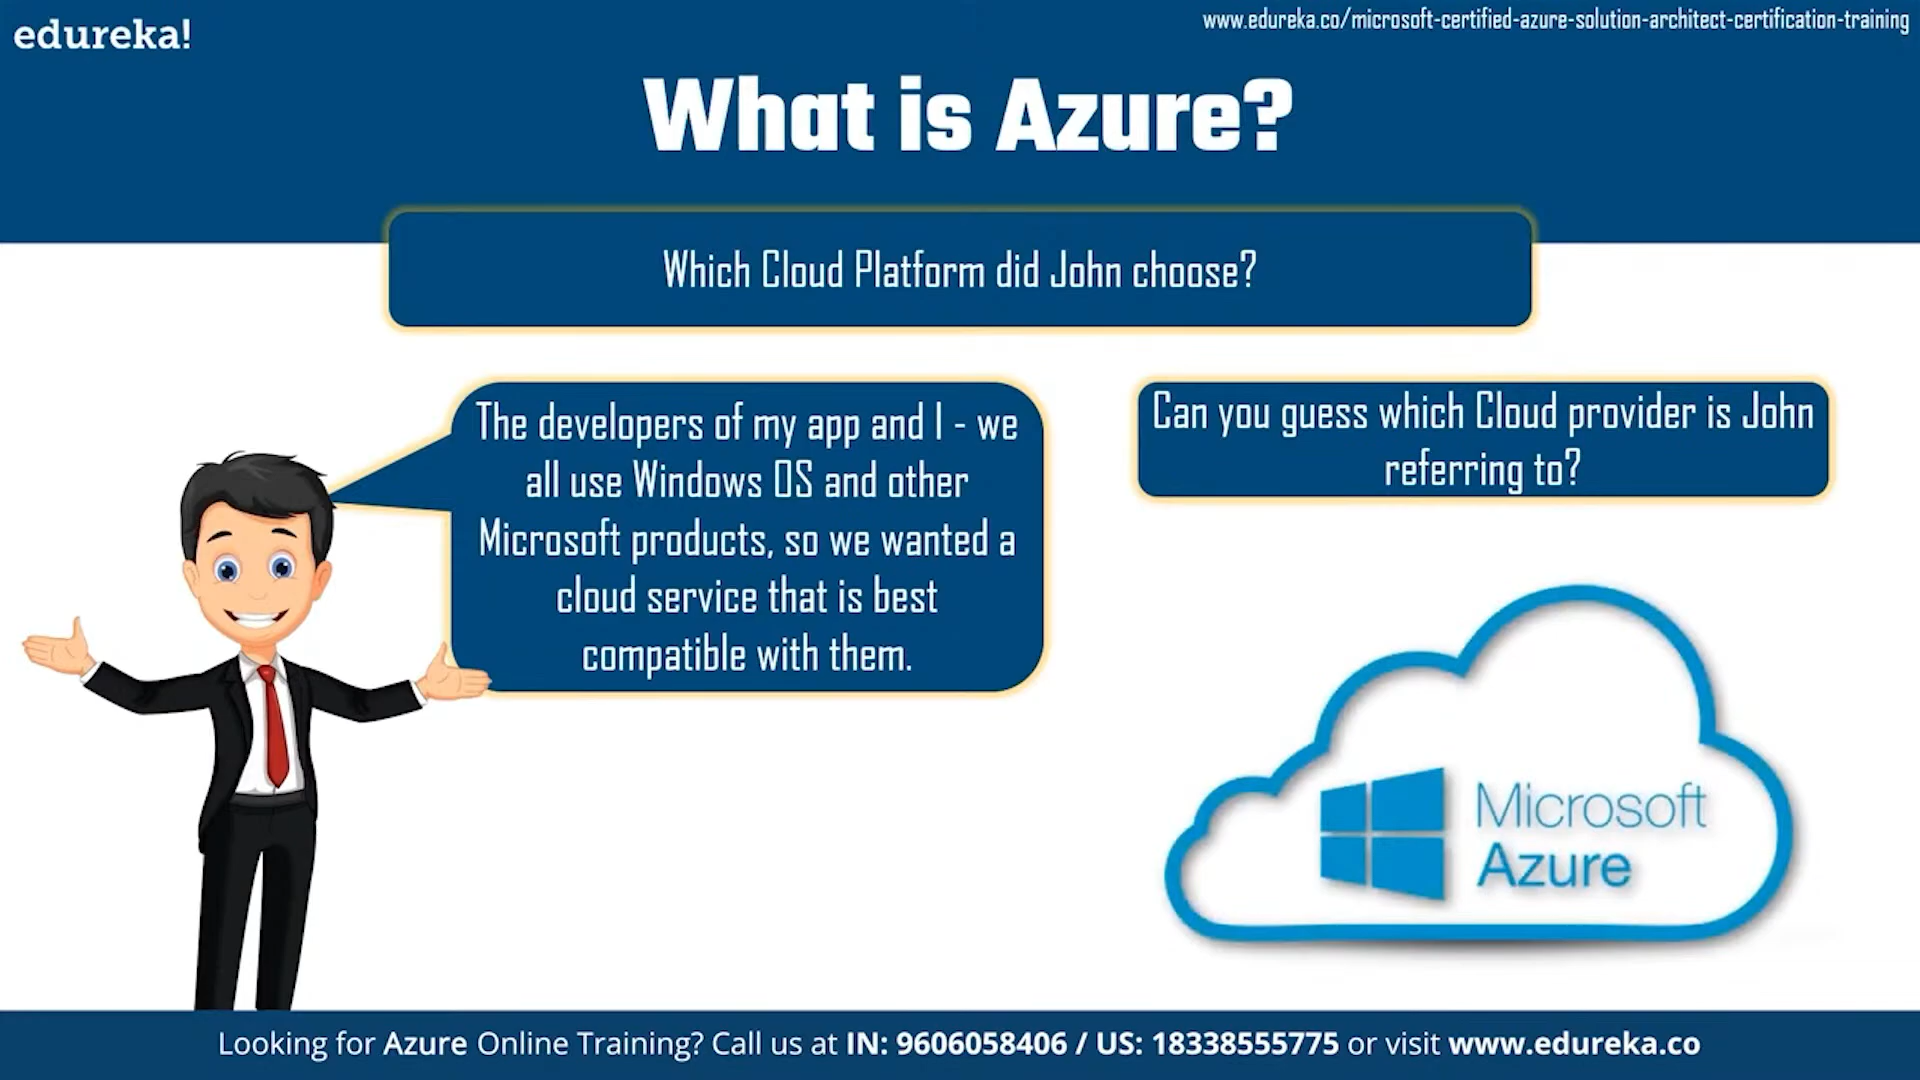 edureka!
www.edureka.co/microsoft-certified-azure-solution-architect-certification-training
What is Azure?
Which Cloud Platform did John choose?
The developers of my app and I - we
all use Windows OS and other
Microsoft products, so we wanted a
cloud service that is best
compatible with them.
Can you guess which Cloud provider is John
referring to?
Microsoft
Azure
Looking for Azure Online Training? Call us at IN: 9606058406 / US: 18338555775 or visit www.edureka.co